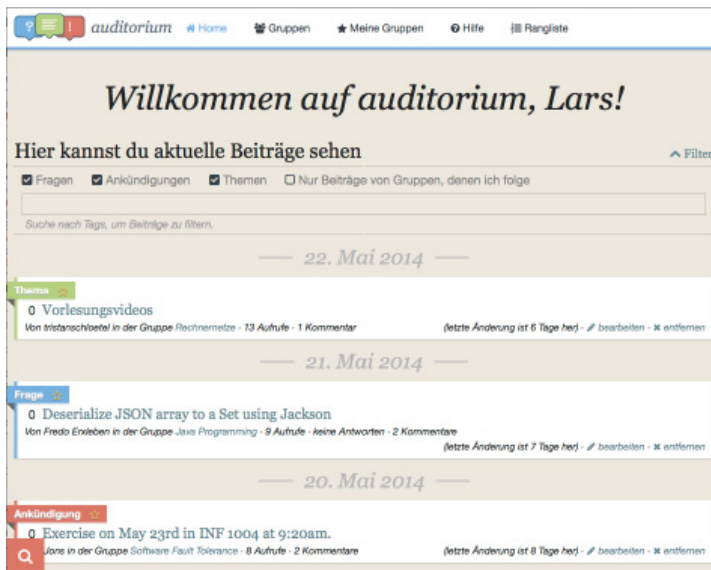 ? !
auditorium Home Gruppen Meine Gruppen Hilfe Rangliste
Willkommen auf auditorium, Lars!
Hier kannst du aktuelle Beiträge sehen Filter
Fragen Ankündigungen Themen Nur Beiträge von Gruppen, denen ich folge
Suche nach Tags, um Beiträge zu filtern.
22. Mai 2014
Thema
0 Vorlesungsvideos
Von tristanschloetel in der Gruppe Rechnernetze - 13 Aufrufe - 1 Kommentar (letzte Änderung ist 6 Tage her) - bearbeiten - entfernen
21. Mai 2014
Frage
0 Deserialize JSON array to a Set using Jackson
Von Fredo Erxleben in der Gruppe Java Programming - 9 Aufrufe - keine Antworten - 2 Kommentare
(letzte Änderung ist 7 Tage her) - bearbeiten - entfernen
20. Mai 2014
Ankündigung
0 Exercise on May 23rd in INF 1004 at 9:20am.
Jons in der Gruppe Software Fault Tolerance - 8 Aufrufe - 2 Kommentare (letzte Änderung ist 8 Tage her) - bearbeiten - entfernen